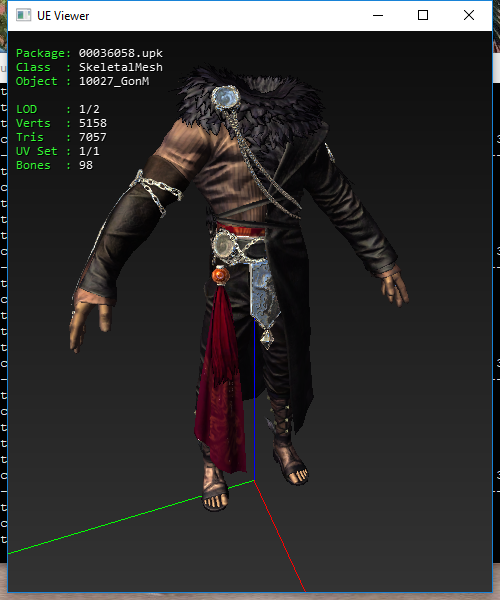 UE Viewer
Package: 00036058.upk
Class : SkeletalMesh
Object : 10027_GonM
LOD : 1/2
Verts : 5158
Tris : 7057
UV Set : 1/1
Bones : 98